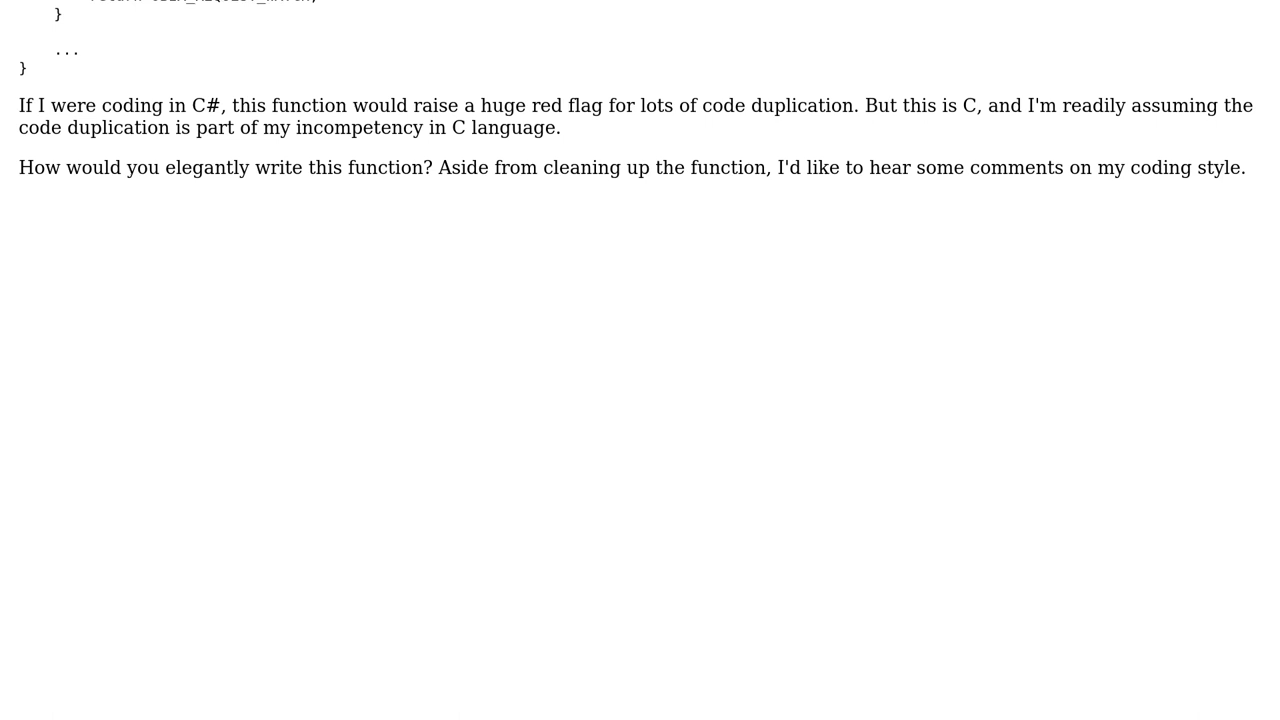 }
...
}
If I were coding in C#, this function would raise a huge red flag for lots of code duplication. But this is C, and I'm readily assuming the
code duplication is part of my incompetency in C language.
How would you elegantly write this function? Aside from cleaning up the function, I'd like to hear some comments on my coding style.